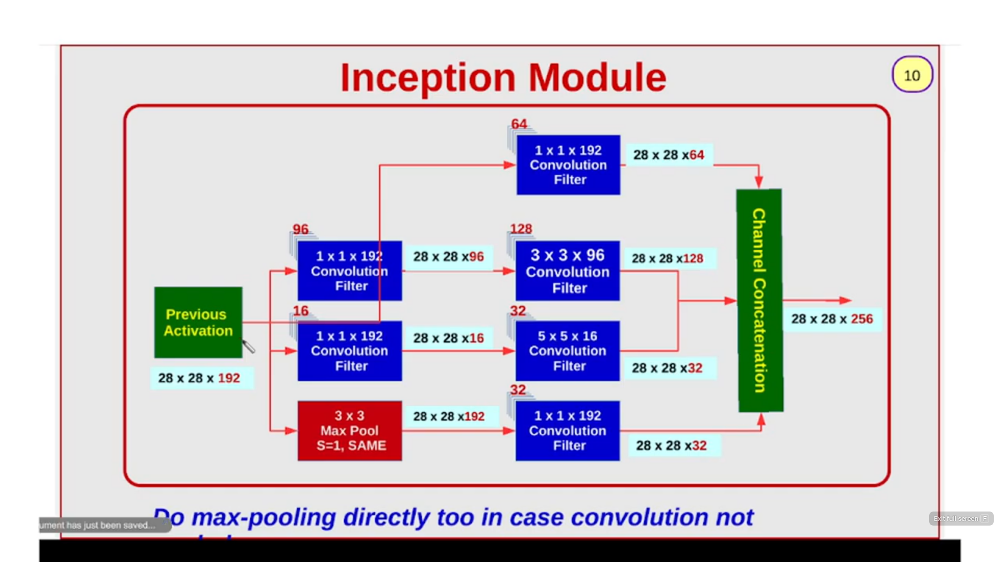 Inception Module
10
64
1 x 1 x 192
Convolution
Filter
28 x 28 x64
96
1 x 1 x 192
Convolution
Filter
28 x 28 x96
128
3 x 3 x 96
Convolution
Filter
28 x 28 x128
Previous
Activation
28 x 28 x 192
16
1 x 1 x 192
Convolution
Filter
28 x 28 x16
32
5 x 5 x 16
Convolution
Filter
28 x 28 x32
3 x 3
Max Pool
S=1, SAME
28 x 28 x192
32
1 x 1 x 192
Convolution
Filter
28 x 28 x32
Channel Concatenation
28 x 28 x 256
Do max-pooling directly too in case convolution not
ument has just been saved...
Exit full screen F